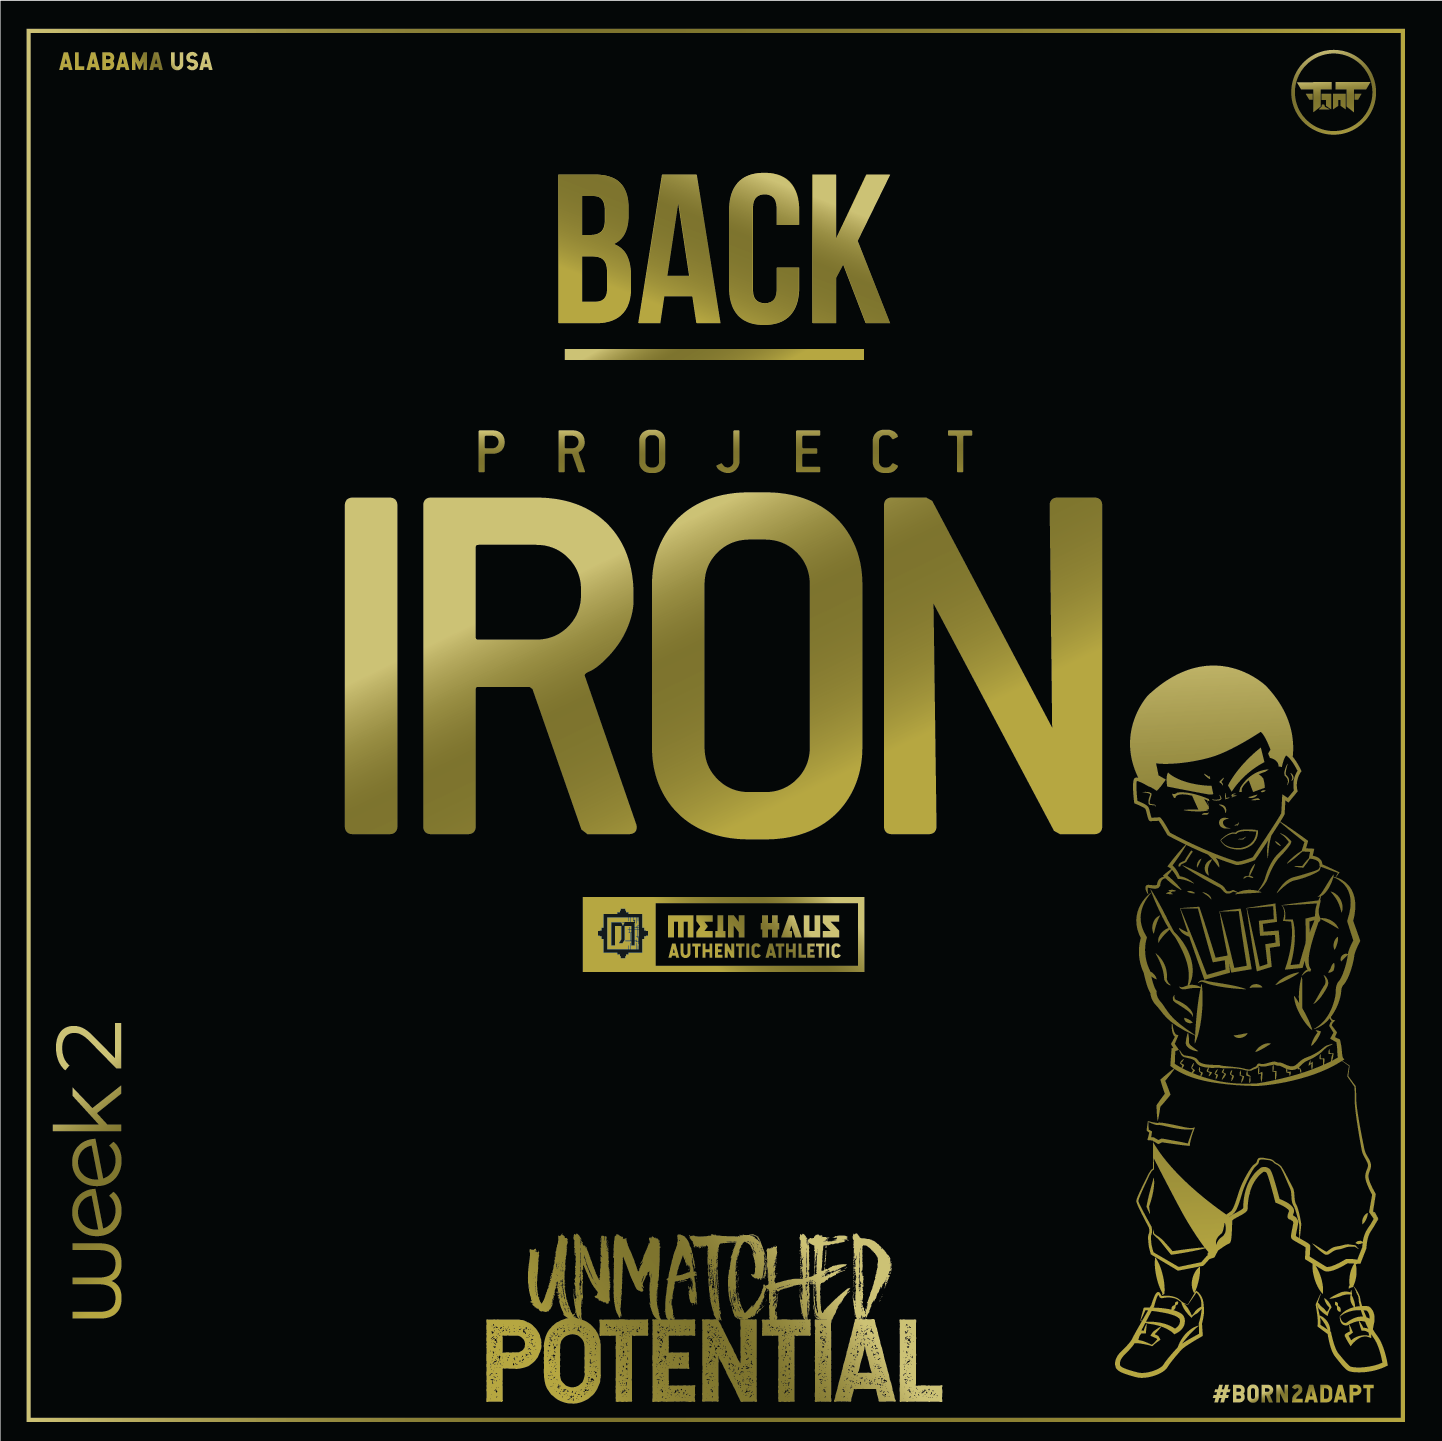 ALABAMA USA
BACK
PROJECT
IRON
MEIN HAUS
AUTHENTIC ATHLETIC
LIFT
week 2
UNMATCHED
POTENTIAL
#BORN2ADAPT